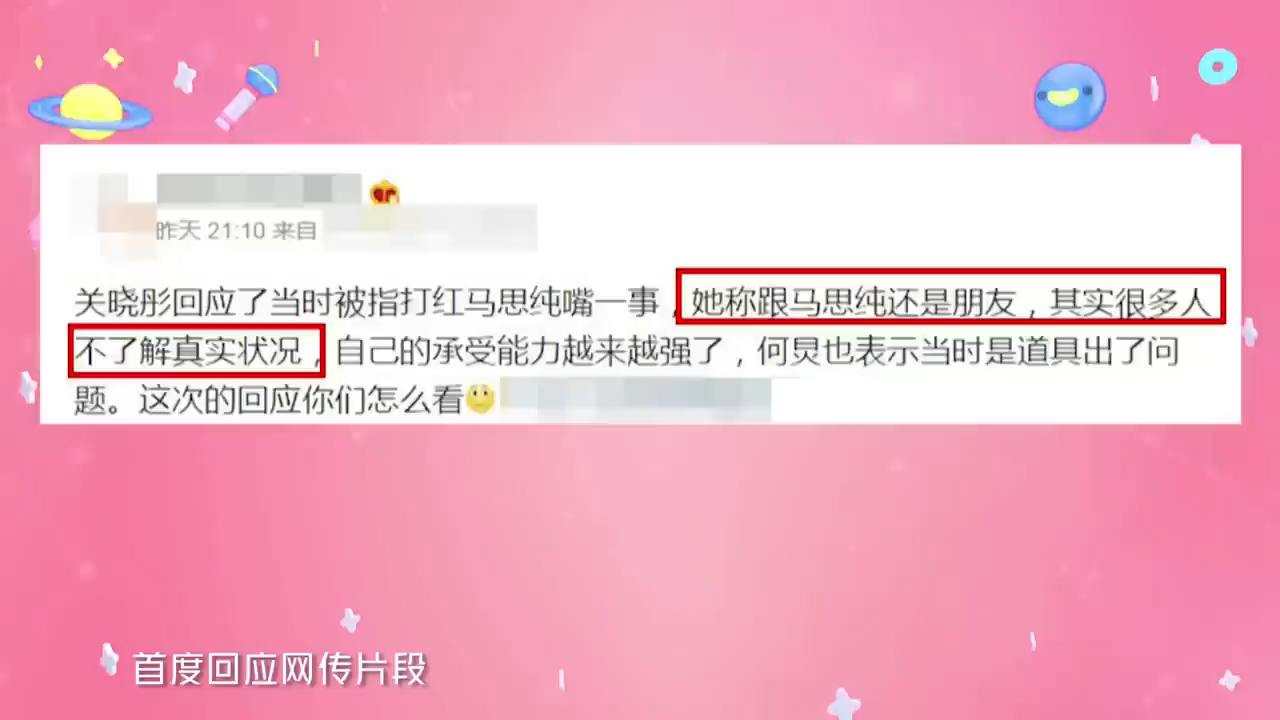 昨天 21:10 来自
关晓彤回应了当时被指打红马思纯嘴一事，她称跟马思纯还是朋友，其实很多人
不了解真实状况，自己的承受能力越来越强了，何炅也表示当时是道具出了问
题。这次的回应你们怎么看
首度回应网传片段